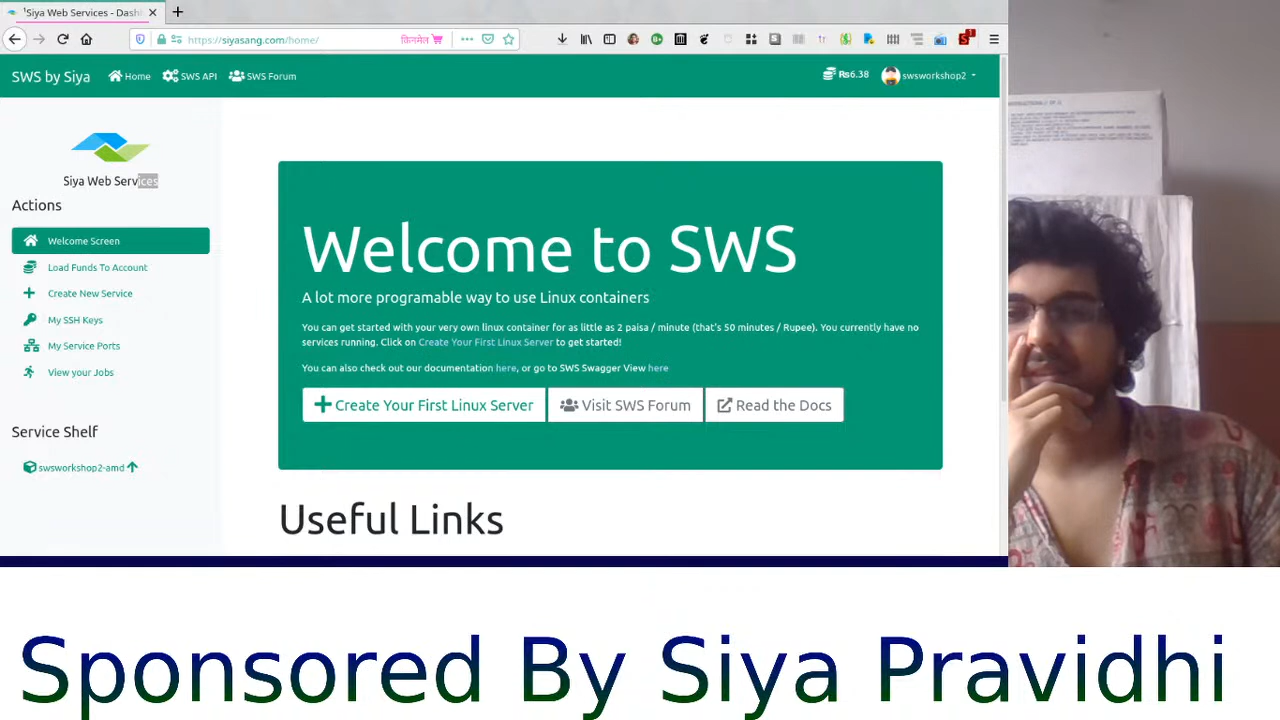 Siya Web Services - Dash
https://siyasang.com/home/
SWS by Siya
Home
SWS API
SWS Forum
₨6.38
swsworkshop2
Siya Web Services
Actions
Welcome Screen
Load Funds To Account
Create New Service
My SSH Keys
My Service Ports
View your Jobs
Service Shelf
swsworkshop2-amd
Welcome to SWS
A lot more programable way to use Linux containers
You can get started with your very own linux container for as little as 2 paisa / minute (that's 50 minutes / Rupee). You currently have no
services running. Click on Create Your First Linux Server to get started!
You can also check out our documentation here, or go to SWS Swagger View here
Create Your First Linux Server
Visit SWS Forum
Read the Docs
Useful Links
Sponsored By Siya Pravidhi